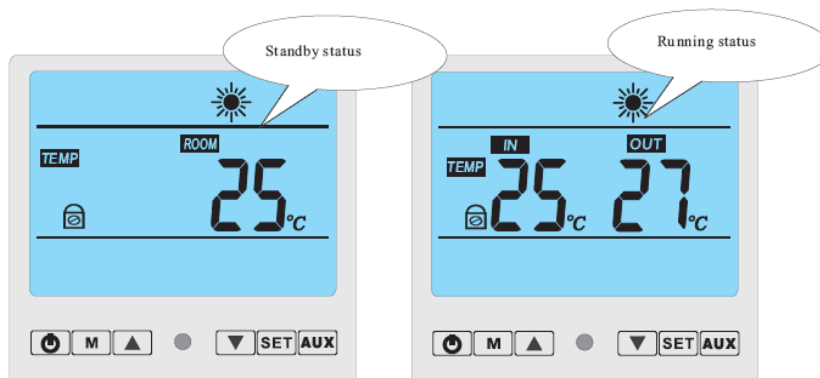 Standby status
Running status
ROOM
TEMP
25°C
M
SET
AUX
IN
OUT
TEMP
25°C
27°C
M
SET
AUX